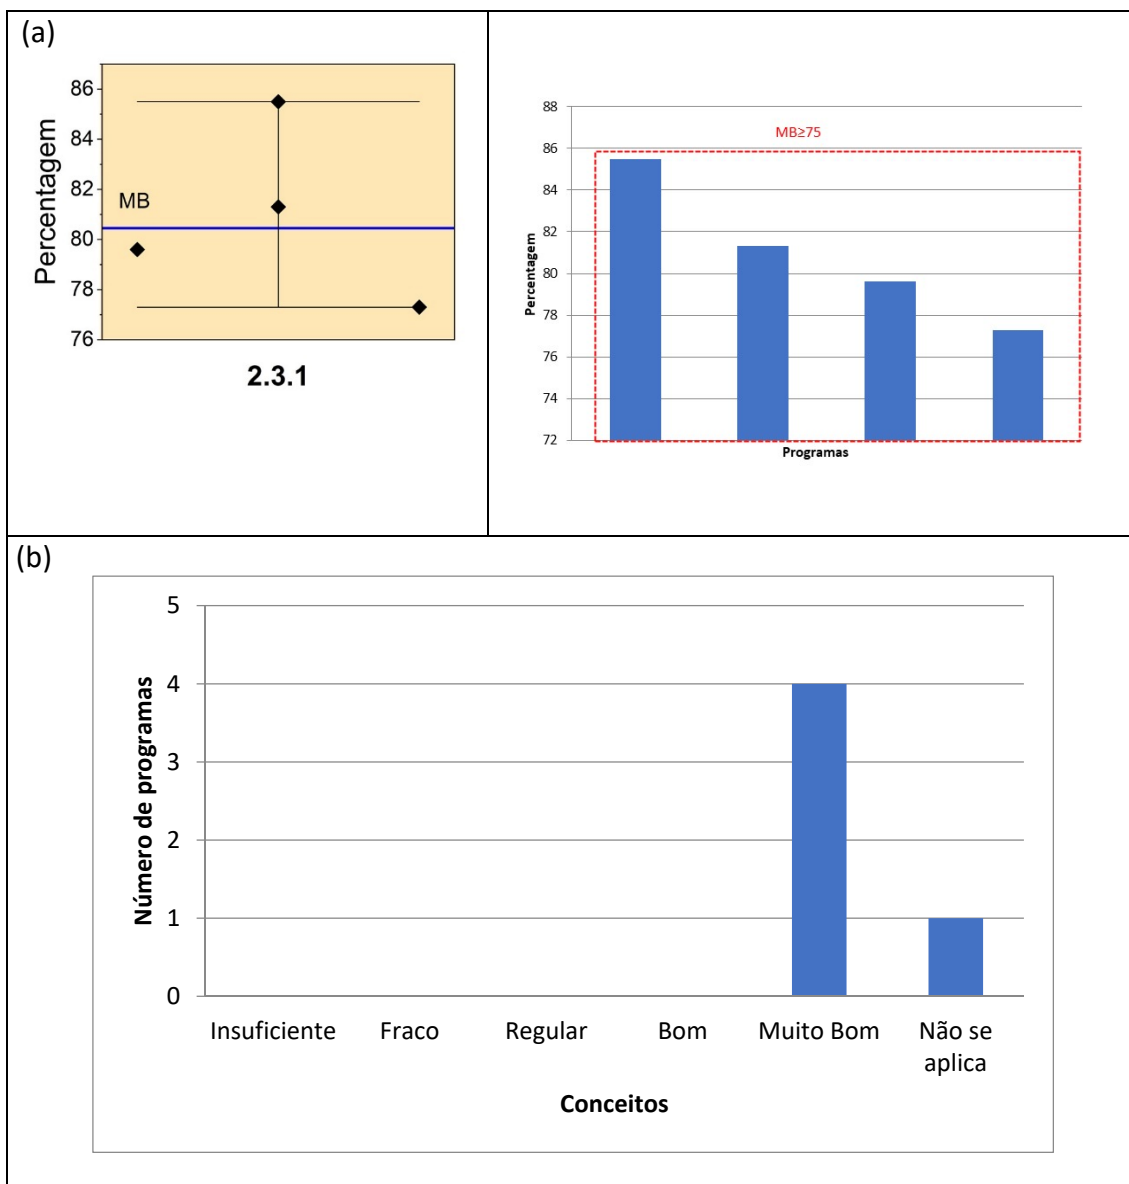 (a)
Percentagem
86
84
82
80
78
76
MB
2.3.1
88
86
84
82
80
78
76
74
72
MB≥75
Percentagem
Programas
(b)
Número de programas
5
4
3
2
1
0
Insuficiente Fraco Regular Bom Muito Bom Não se
aplica
Conceitos